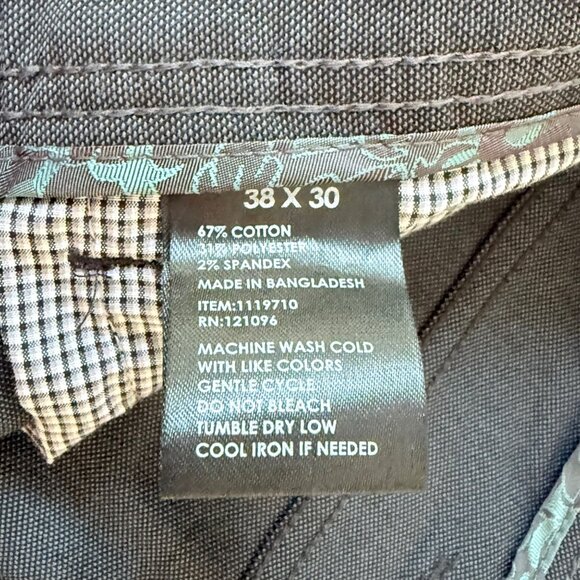 38 X 30
67% COTTON
31% POLYESTER
2% SPANDEX
MADE IN BANGLADESH
ITEM:1119710
RN:121096
MACHINE WASH COLD
WITH LIKE COLORS
GENTLE CYCLE
DO NOT BLEACH
TUMBLE DRY LOW
COOL IRON IF NEEDED